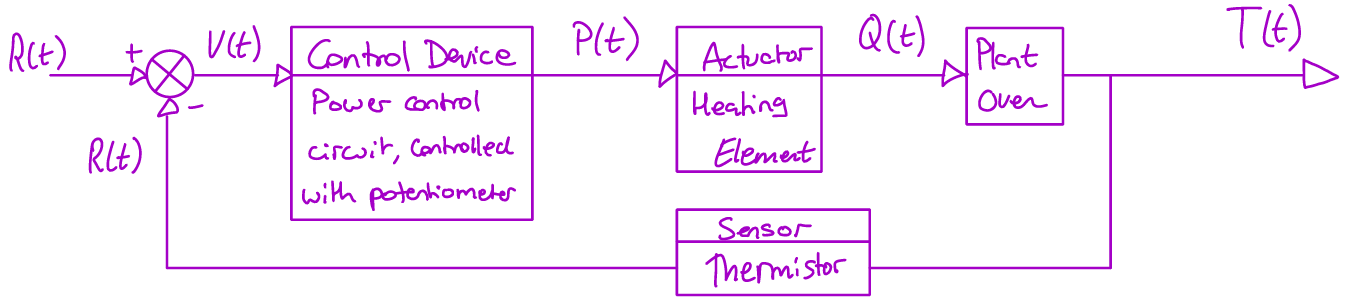 R(t)
+
V(t)
Control Device
P(t)
Actuator
Q(t)
Plant
Oven
T(t)
-
Power control
circuit, controlled
with potentiometer
Heating
Element
R(t)
Sensor
Thermistor